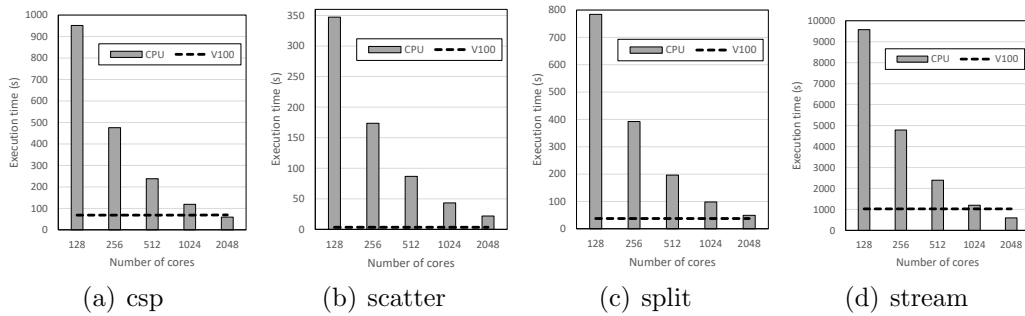 1000
900
800
700
600
500
400
300
200
100
0
Execution time (s)
CPU V100
128 256 512 1024 2048
Number of cores
(a) csp
350
300
250
200
150
100
50
0
Execution time (s)
CPU V100
128 256 512 1024 2048
Number of cores
(b) scatter
800
700
600
500
400
300
200
100
0
Execution time (s)
CPU V100
128 256 512 1024 2048
Number of cores
(c) split
10000
9000
8000
7000
6000
5000
4000
3000
2000
1000
0
Execution time (s)
CPU V100
128 256 512 1024 2048
Number of cores
(d) stream